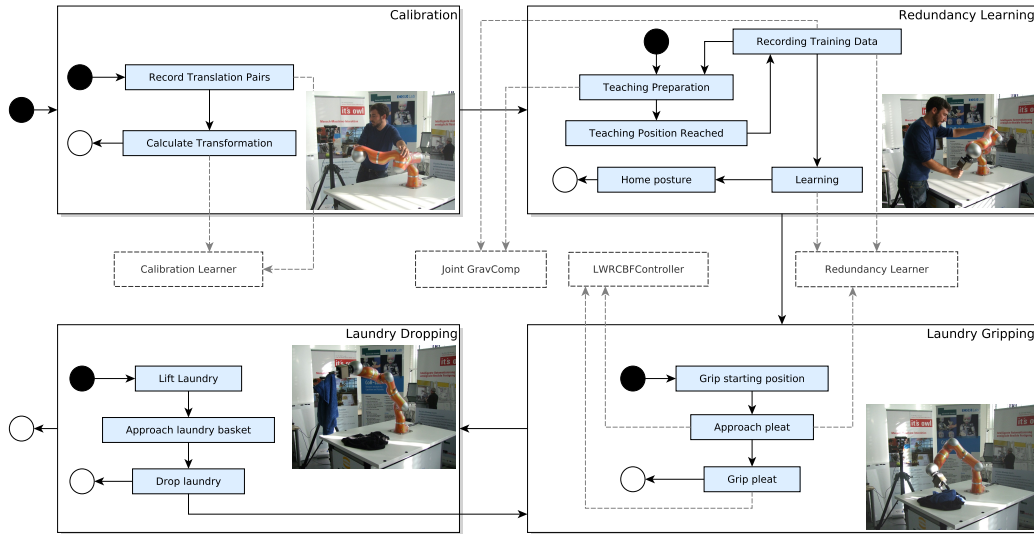 Calibration
Record Translation Pairs
Calculate Transformation
it's owl
Redundancy Learning
Recording Training Data
Teaching Preparation
Teaching Position Reached
Home posture
Learning
it's owl
Calibration Learner
Joint GravComp
LWRCBFController
Redundancy Learner
Laundry Dropping
Lift Laundry
Approach laundry basket
Drop laundry
it's owl
Laundry Gripping
Grip starting position
Approach pleat
Grip pleat
it's owl